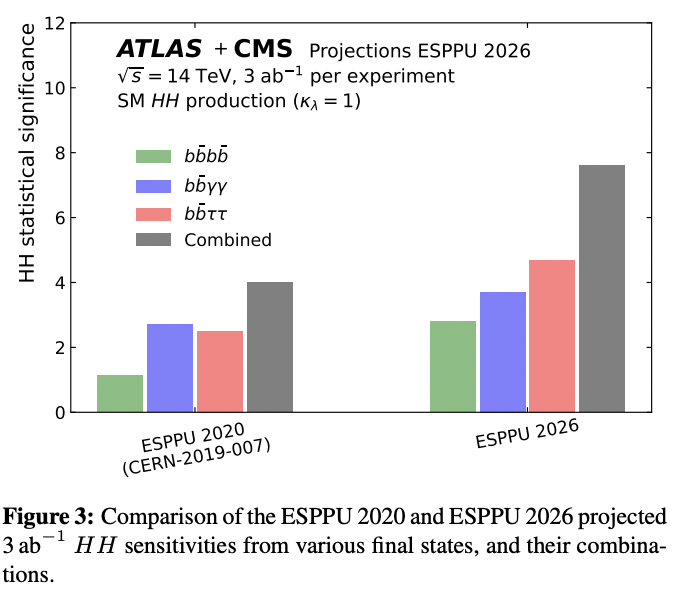 12
10
8
6
4
2
0
HH statistical significance
ATLAS + CMS Projections ESPPU 2026
√s = 14 TeV, 3 ab⁻¹ per experiment
SM HH production (κλ = 1)
bb̄bb̄
bb̄γγ
bb̄ττ
Combined
ESPPU 2020
(CERN-2019-007)
ESPPU 2026
Figure 3: Comparison of the ESPPU 2020 and ESPPU 2026 projected
3 ab⁻¹ HH sensitivities from various final states, and their combina-
tions.